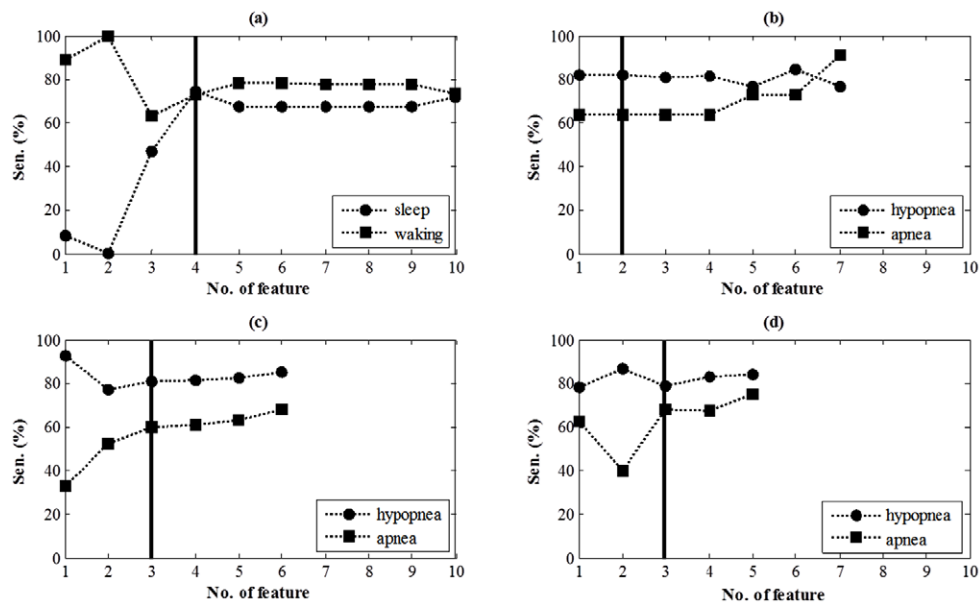 (a)
100
80
60
40
20
0
Sen. (%)
sleep
waking
1 2 3 4 5 6 7 8 9 10
No. of feature
(b)
100
80
60
40
20
0
Sen. (%)
hypopnea
apnea
1 2 3 4 5 6 7 8 9 10
No. of feature
(c)
100
80
60
40
20
0
Sen. (%)
hypopnea
apnea
1 2 3 4 5 6 7 8 9 10
No. of feature
(d)
100
80
60
40
20
0
Sen. (%)
hypopnea
apnea
1 2 3 4 5 6 7 8 9 10
No. of feature